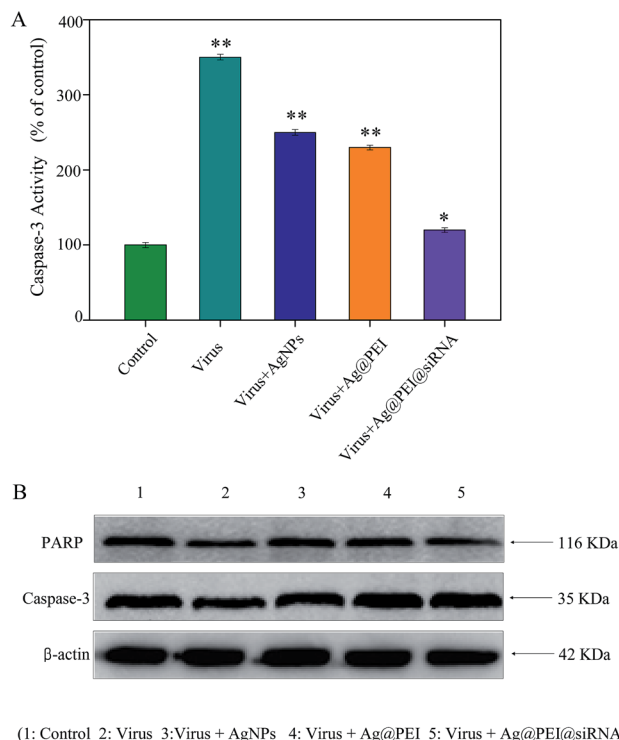 A
400
300
200
100
0
Caspase-3 Activity (% of control)
**
**
**
*
Control
Virus
Virus+AgNPs
Virus+Ag@PEI
Virus+Ag@PEI@siRNA
B
1 2 3 4 5
PARP 116 KDa
Caspase-3 35 KDa
β-actin 42 KDa
(1: Control 2: Virus 3:Virus + AgNPs 4: Virus + Ag@PEI 5: Virus + Ag@PEI@siRNA